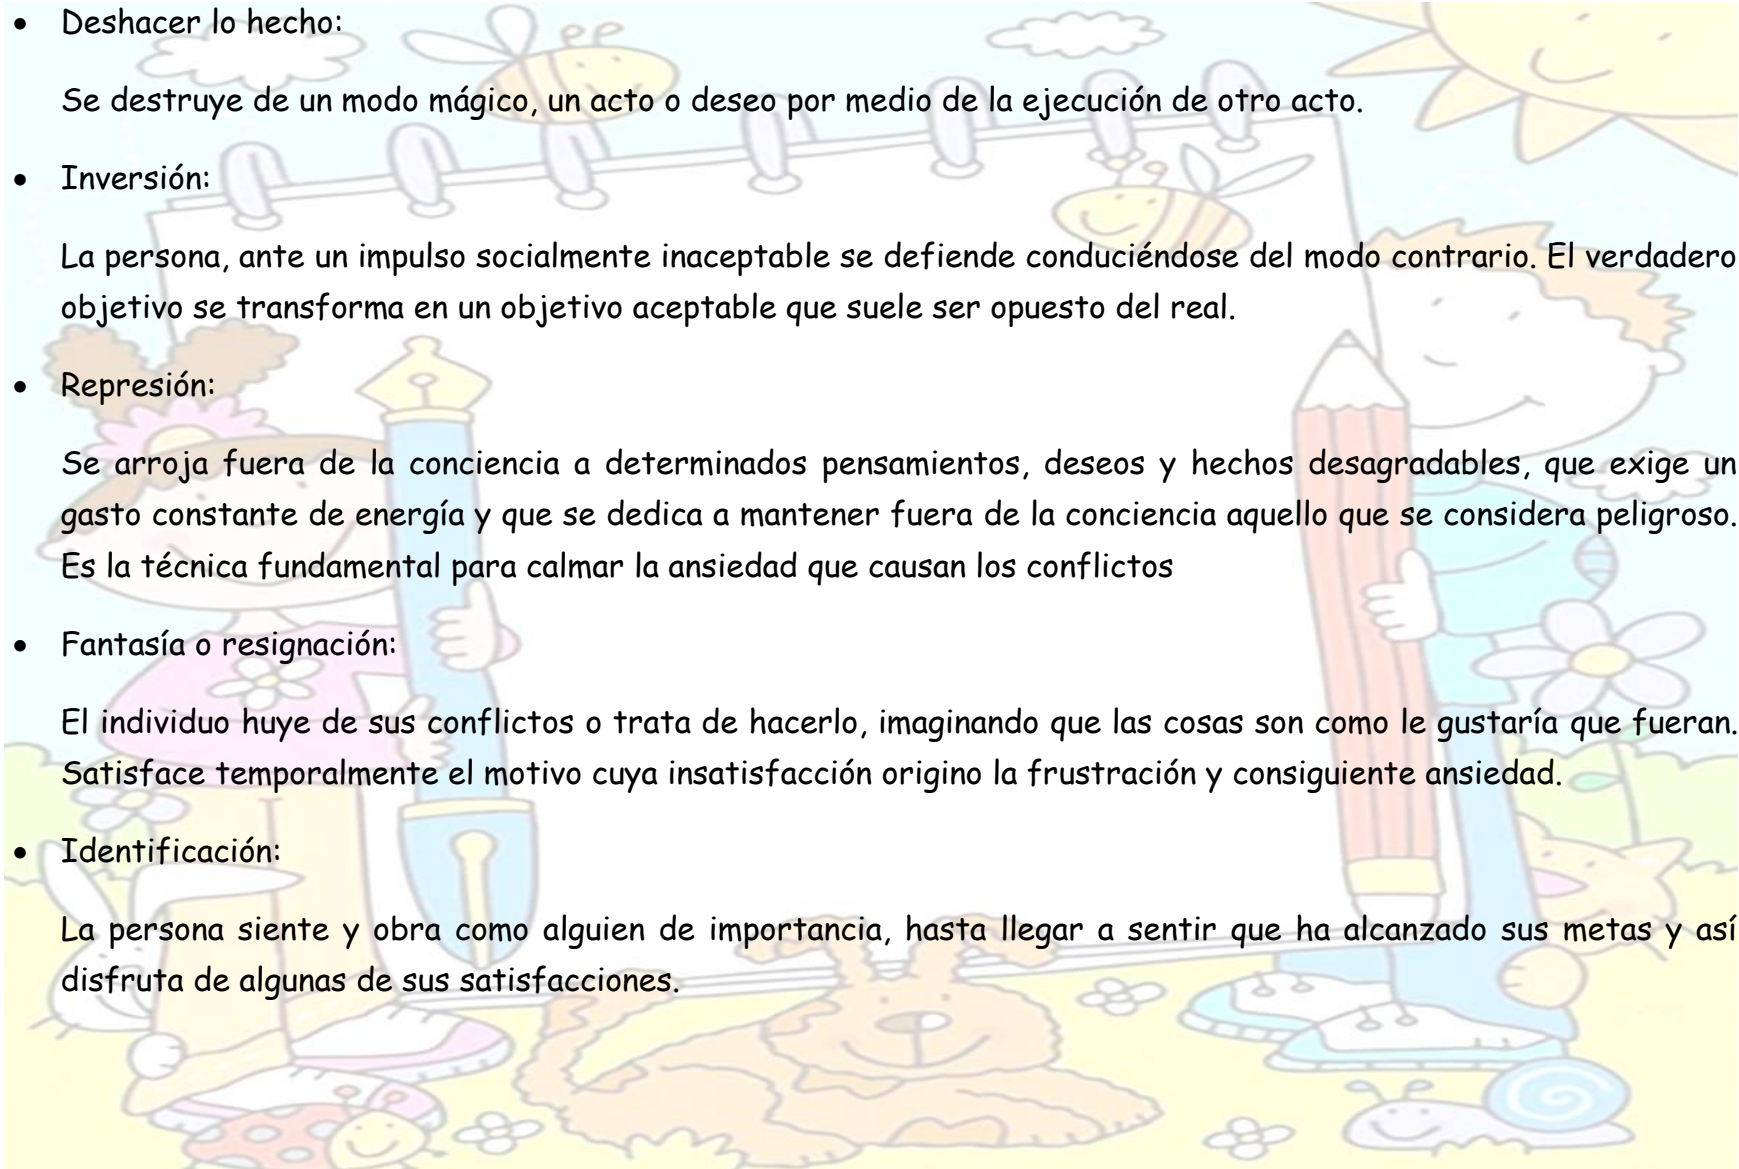 • Deshacer lo hecho:
Se destruye de un modo mágico, un acto o deseo por medio de la ejecución de otro acto.
• Inversión:
La persona, ante un impulso socialmente inaceptable se defiende conduciéndose del modo contrario. El verdadero
objetivo se transforma en un objetivo aceptable que suele ser opuesto del real.
• Represión:
Se arroja fuera de la conciencia a determinados pensamientos, deseos y hechos desagradables, que exige un
gasto constante de energía y que se dedica a mantener fuera de la conciencia aquello que se considera peligroso.
Es la técnica fundamental para calmar la ansiedad que causan los conflictos
• Fantasía o resignación:
El individuo huye de sus conflictos o trata de hacerlo, imaginando que las cosas son como le gustaría que fueran.
Satisface temporalmente el motivo cuya insatisfacción origino la frustración y consiguiente ansiedad.
• Identificación:
La persona siente y obra como alguien de importancia, hasta llegar a sentir que ha alcanzado sus metas y así
disfruta de algunas de sus satisfacciones.